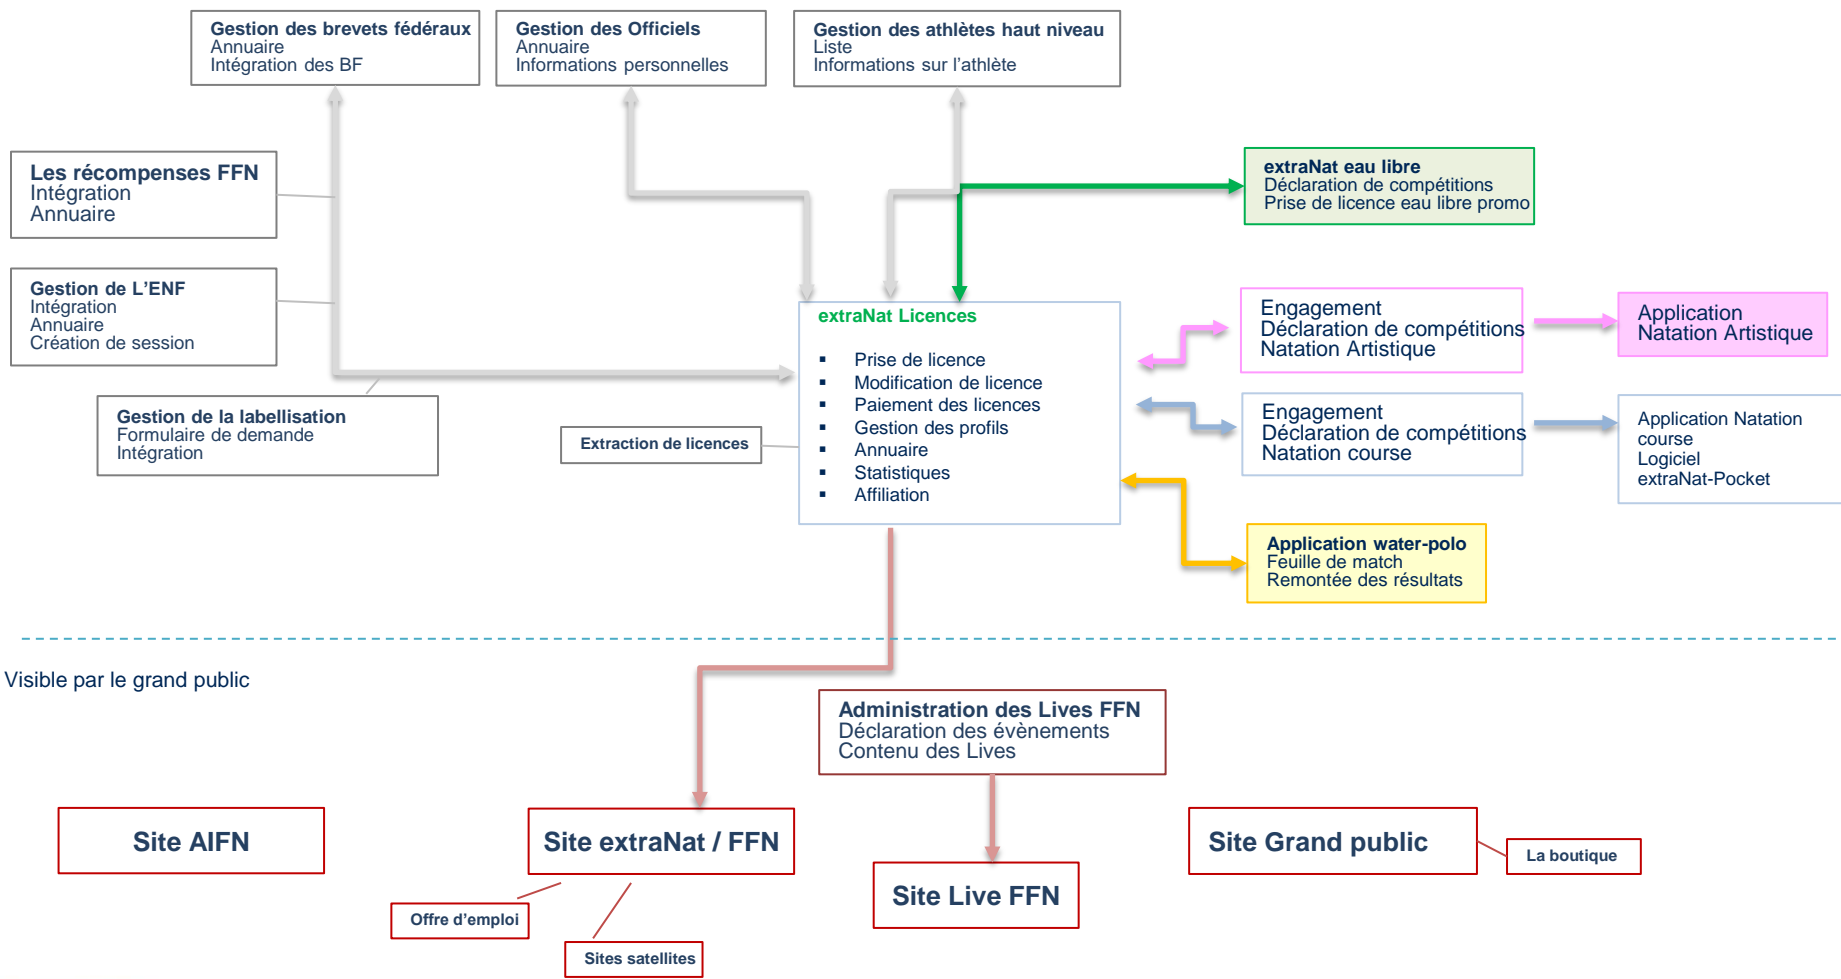 Gestion des brevets fédéraux
Annuaire
Intégration des BF
Gestion des Officiels
Annuaire
Informations personnelles
Gestion des athlètes haut niveau
Liste
Informations sur l'athlète
Les récompenses FFN
Intégration
Annuaire
extraNat eau libre
Déclaration de compétitions
Prise de licence eau libre promo
Gestion de L'ENF
Intégration
Annuaire
Création de session
extraNat Licences
▪ Prise de licence
▪ Modification de licence
▪ Paiement des licences
▪ Gestion des profils
▪ Annuaire
▪ Statistiques
▪ Affiliation
Engagement
Déclaration de compétitions
Natation Artistique
Application
Natation Artistique
Gestion de la labellisation
Formulaire de demande
Intégration
Extraction de licences
Engagement
Déclaration de compétitions
Natation course
Application Natation
course
Logiciel
extraNat-Pocket
Application water-polo
Feuille de match
Remontée des résultats
Visible par le grand public
Administration des Lives FFN
Déclaration des évènements
Contenu des Lives
Site AIFN
Site extraNat / FFN
Site Live FFN
Site Grand public
La boutique
Offre d'emploi
Sites satellites